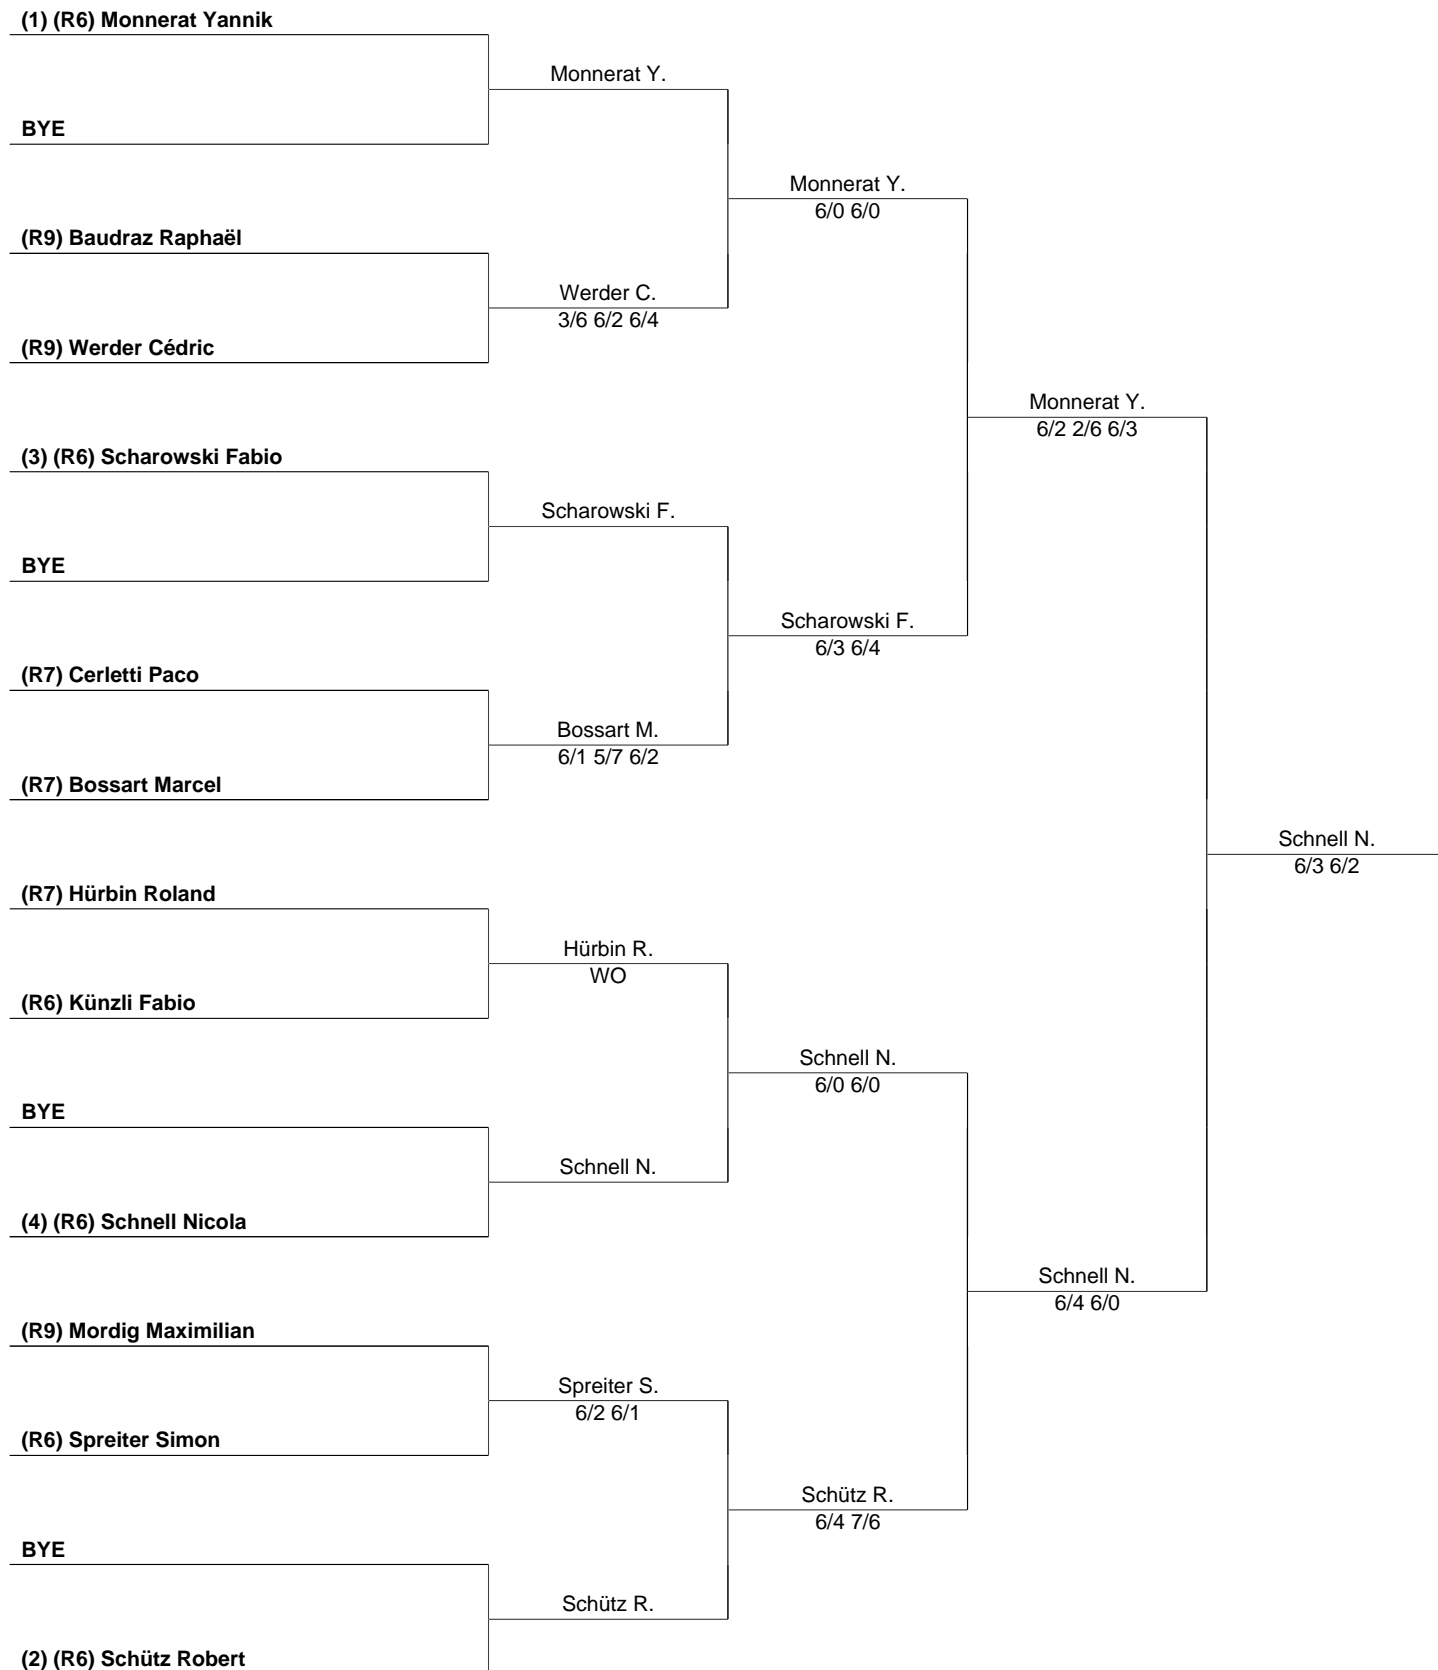 (1) (R6) Monnerat Yannik
Monnerat Y.
BYE
Monnerat Y.
6/0 6/0
(R9) Baudraz Raphaël
Werder C.
3/6 6/2 6/4
(R9) Werder Cédric
Monnerat Y.
6/2 2/6 6/3
(3) (R6) Scharowski Fabio
Scharowski F.
BYE
Scharowski F.
6/3 6/4
(R7) Cerletti Paco
Bossart M.
6/1 5/7 6/2
(R7) Bossart Marcel
Schnell N.
6/3 6/2
(R7) Hürbin Roland
Hürbin R.
WO
(R6) Künzli Fabio
Schnell N.
6/0 6/0
BYE
Schnell N.
(4) (R6) Schnell Nicola
Schnell N.
6/4 6/0
(R9) Mordig Maximilian
Spreiter S.
6/2 6/1
(R6) Spreiter Simon
Schütz R.
6/4 7/6
BYE
Schütz R.
(2) (R6) Schütz Robert